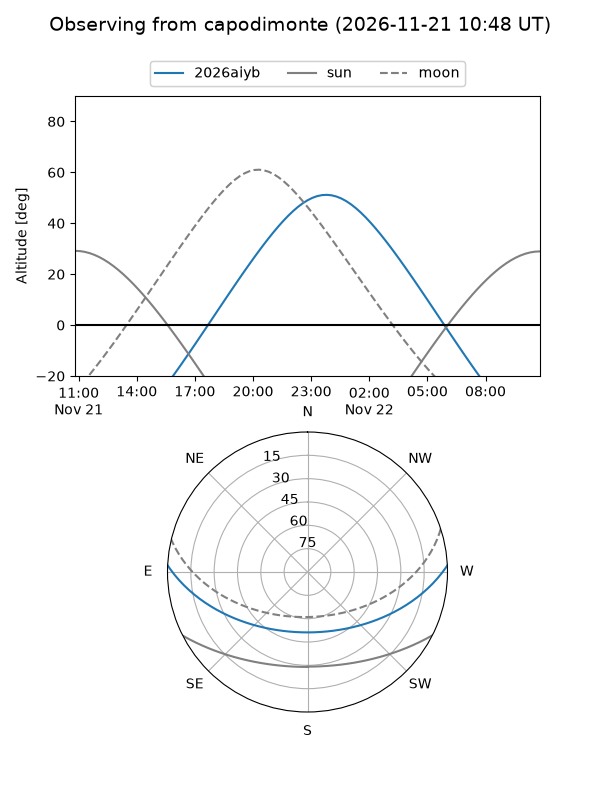 Observing from capodimonte (2026-11-21 10:48 UT)
2026aiyb sun moon
Altitude [deg]
80
60
40
20
0
−20
11:00 14:00 17:00 20:00 23:00 02:00 05:00 08:00
Nov 21 Nov 22
N
NE NW
15
30
45
60
75
E W
SE SW
S